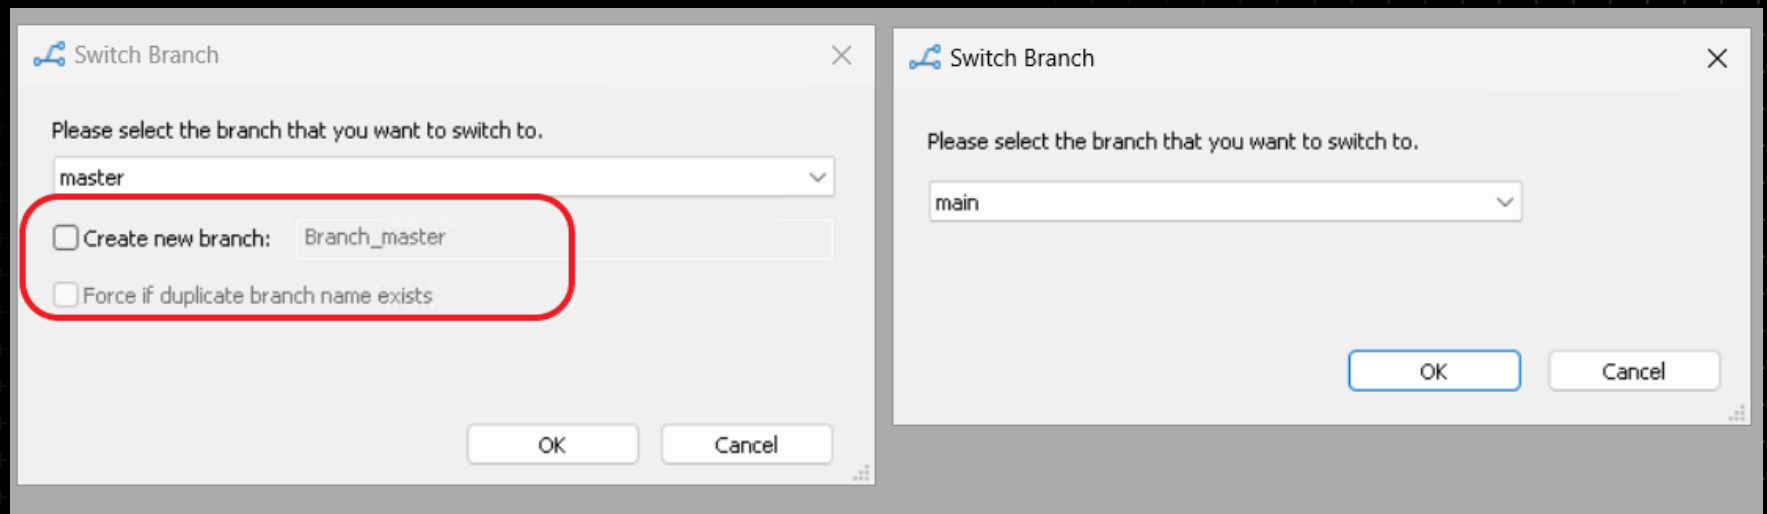 Switch Branch
Please select the branch that you want to switch to.
master
Create new branch: Branch_master
Force if duplicate branch name exists
OK Cancel
Switch Branch
Please select the branch that you want to switch to.
main
OK Cancel